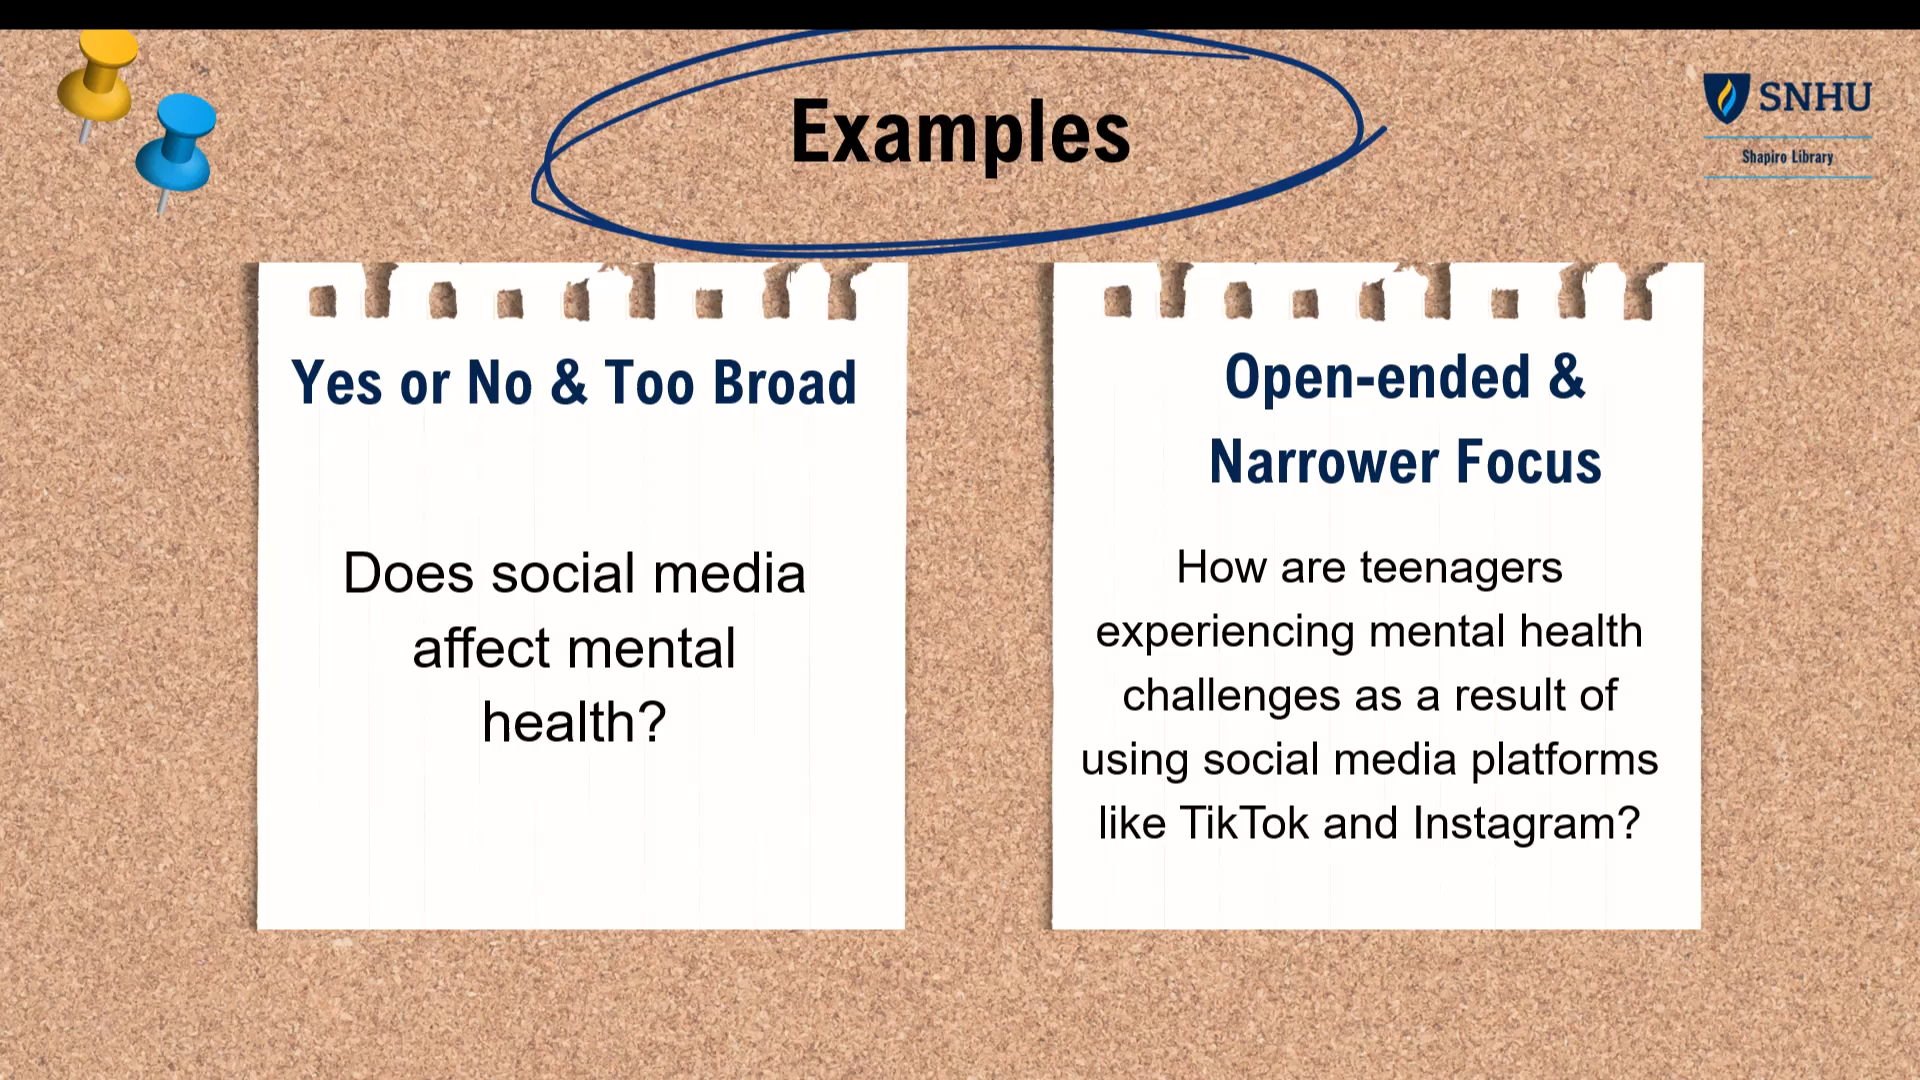 Examples
SNHU
Shapiro Library
Yes or No & Too Broad
Does social media
affect mental
health?
Open-ended &
Narrower Focus
How are teenagers
experiencing mental health
challenges as a result of
using social media platforms
like TikTok and Instagram?